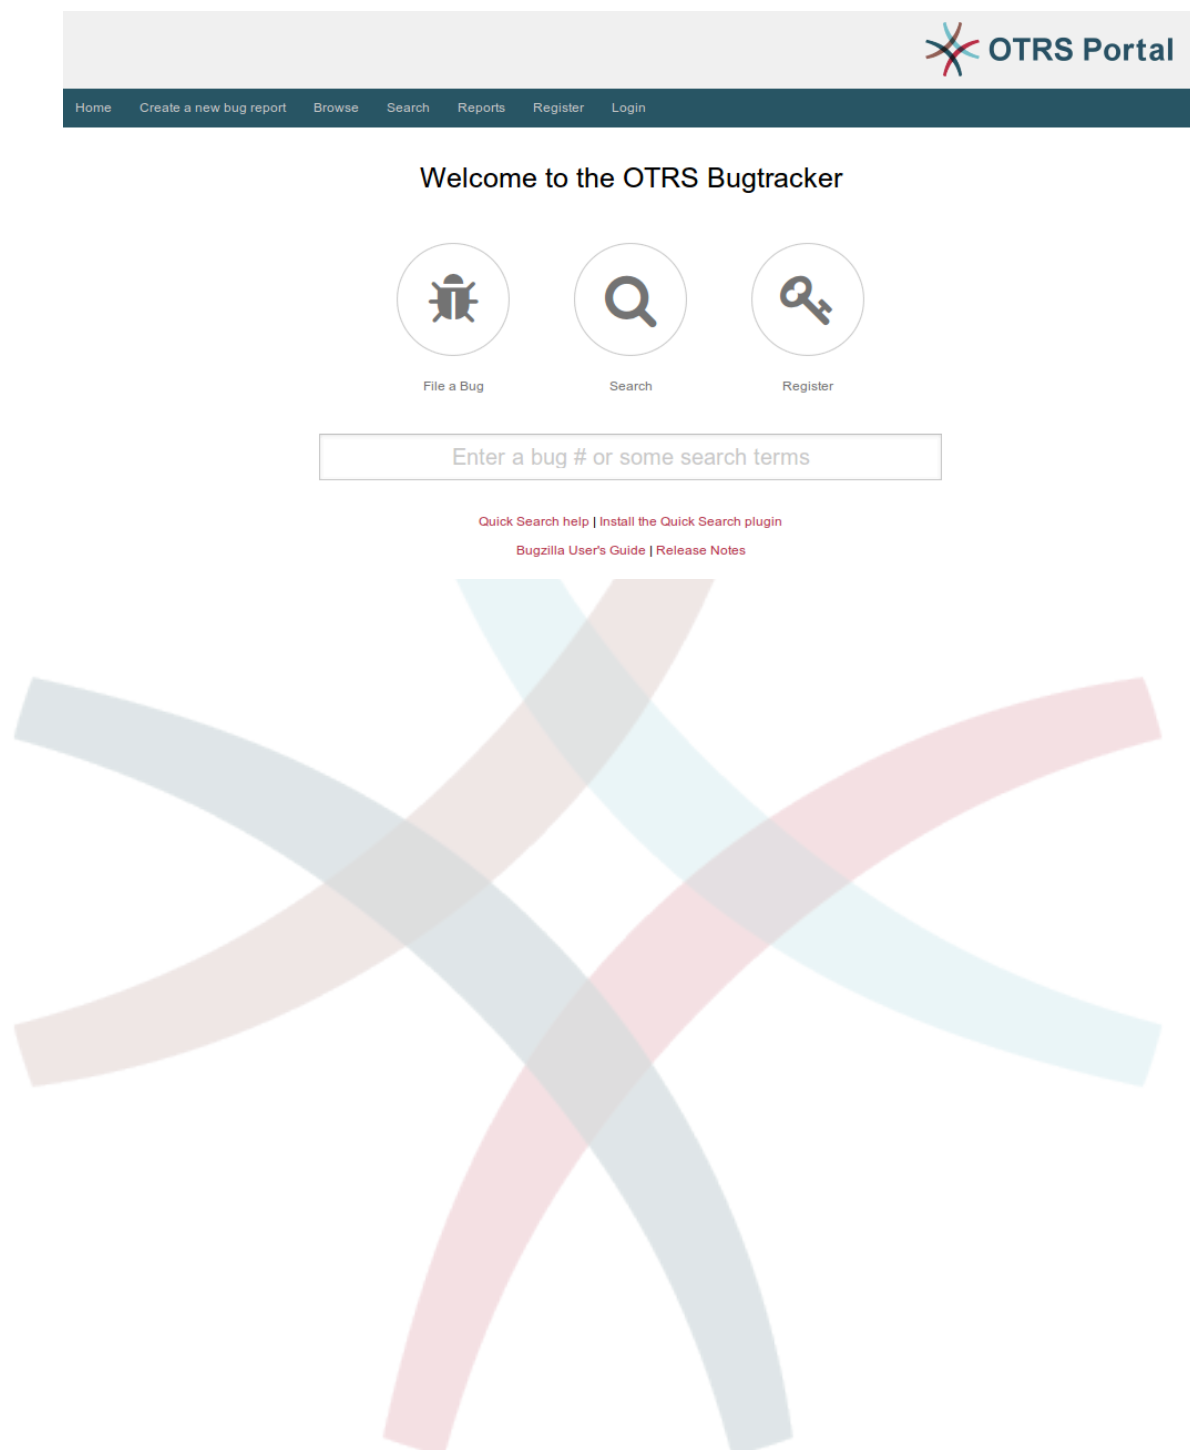 OTRS Portal
Home Create a new bug report Browse Search Reports Register Login
Welcome to the OTRS Bugtracker
File a Bug Search Register
Enter a bug # or some search terms
Quick Search help | Install the Quick Search plugin
Bugzilla User's Guide | Release Notes